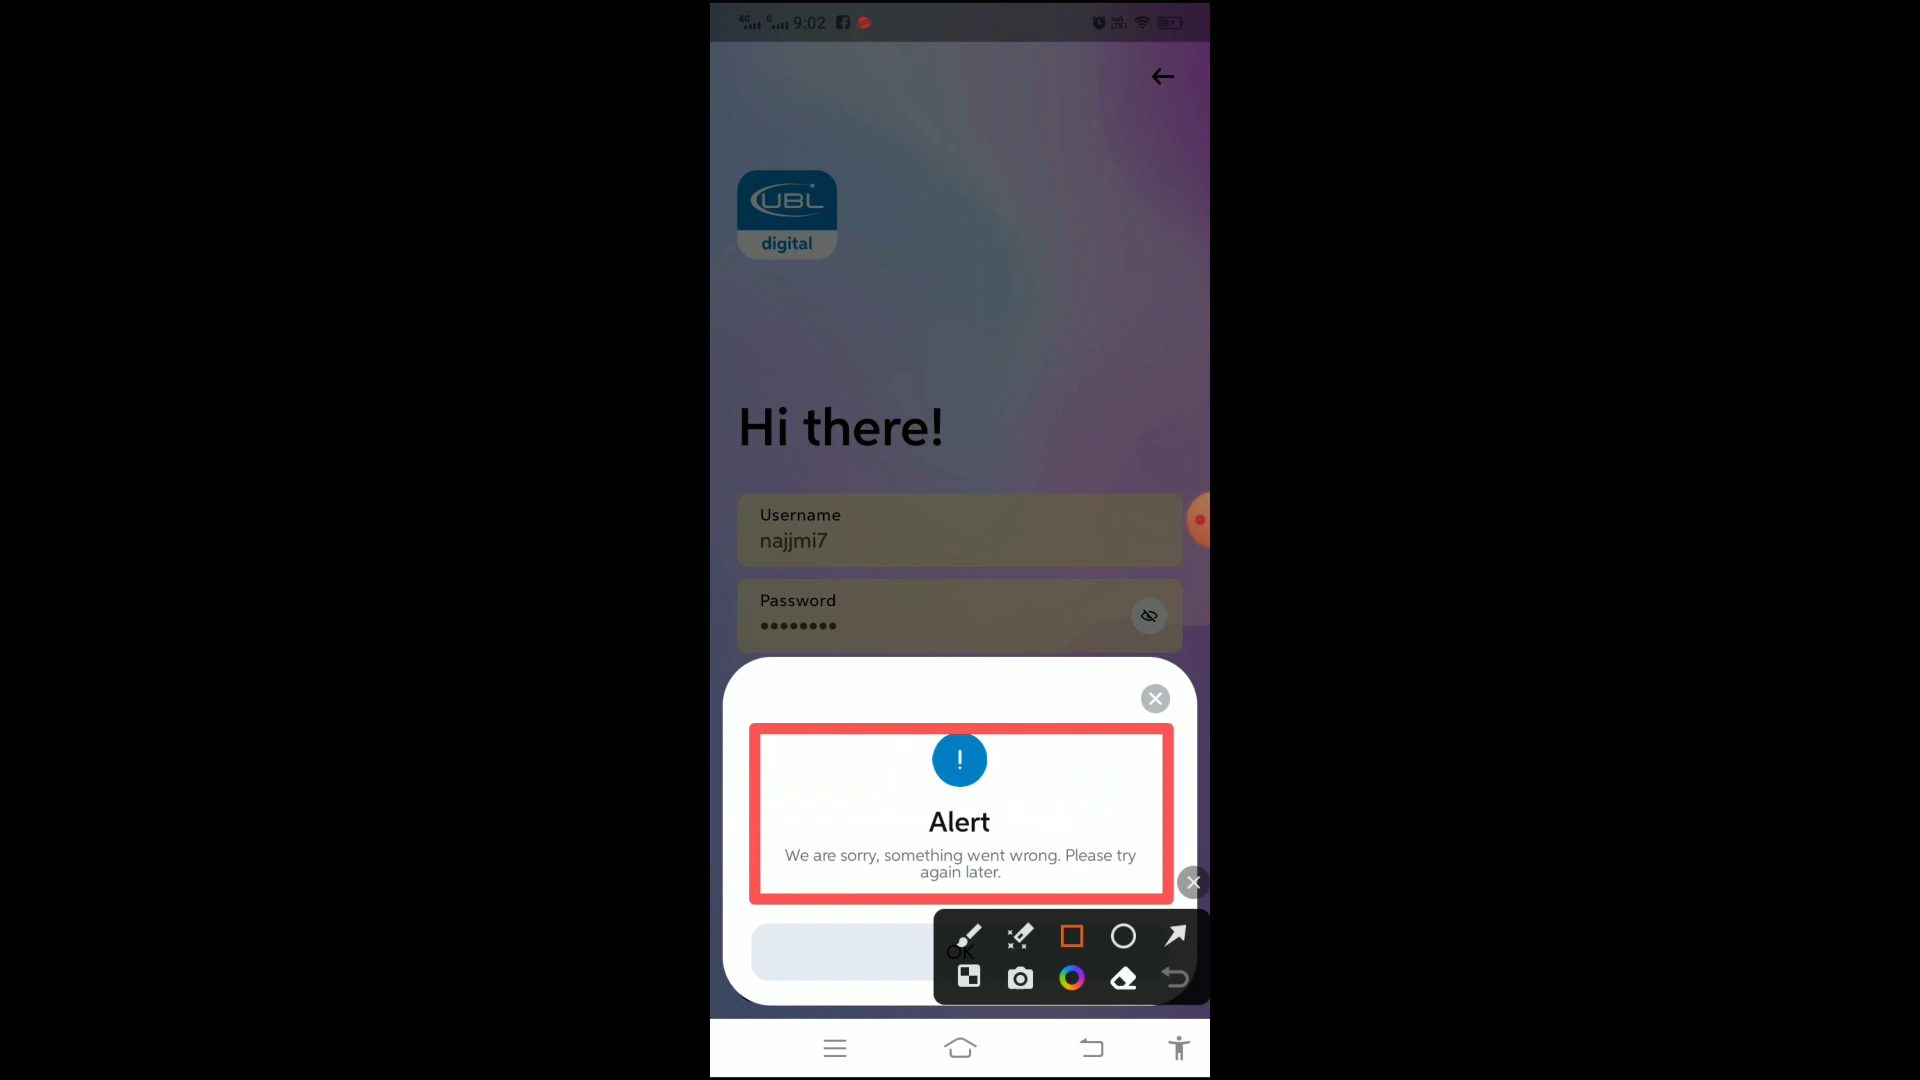 4G G 9:02
UBL
digital
Hi there!
Username
najjmi7
Password
Alert
We are sorry, something went wrong. Please try
again later.
OK